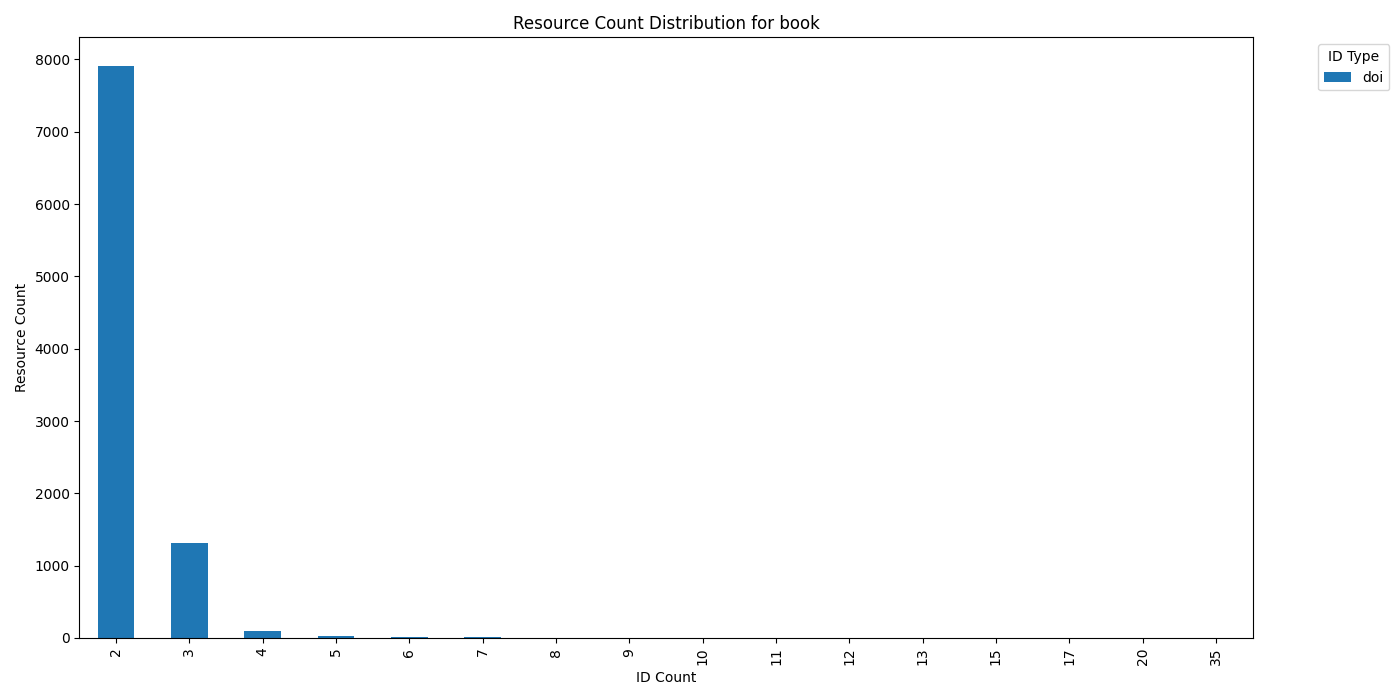 Resource Count Distribution for book
ID Type
doi
Resource Count
8000
7000
6000
5000
4000
3000
2000
1000
0
2 3 4 5 6 7 8 9 10 11 12 13 15 17 20 35
ID Count